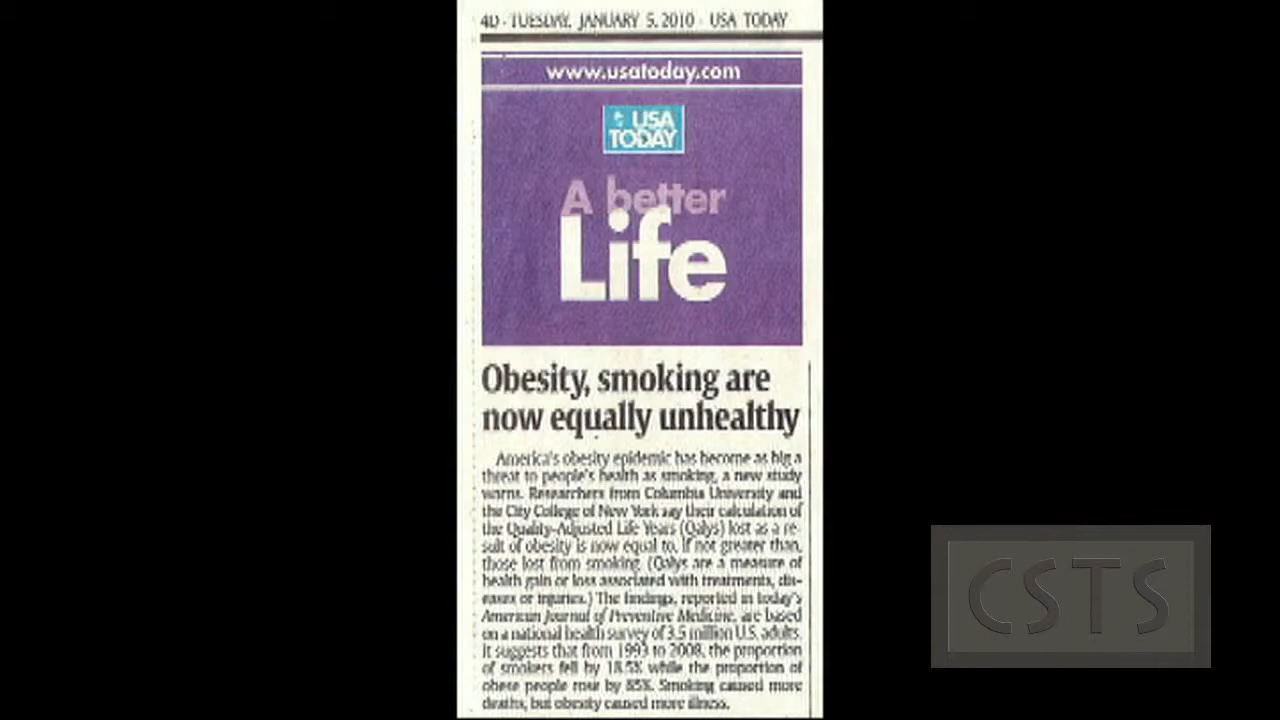 4D · TUESDAY, JANUARY 5, 2010 · USA TODAY
www.usatoday.com
USA
TODAY
A better
Life
Obesity, smoking are
now equally unhealthy
America's obesity epidemic has become as big a
threat to people's health as smoking, a new study
warns. Researchers from Columbia University and
the City College of New York say their calculation of
the Quality-Adjusted Life Years (Qalys) lost as a re-
sult of obesity is now equal to, if not greater than,
those lost from smoking. (Qalys are a measure of
health gain or loss associated with treatments, dis-
eases or injuries.) The findings, reported in today's
American Journal of Preventive Medicine, are based
on a national health survey of 3.5 million U.S. adults.
It suggests that from 1993 to 2008, the proportion
of smokers fell by 18.5% while the proportion of
obese people rose by 85%. Smoking caused more
deaths, but obesity caused more illness.
CSTS